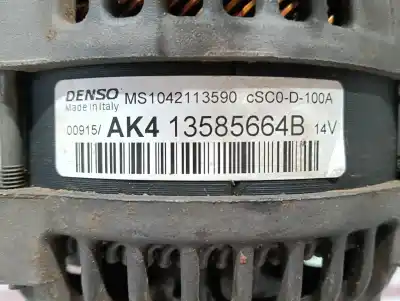 DENSO MS1042113590 cSC0-D-100A
Made in Italy
00915/ AK4 13585664B 14V